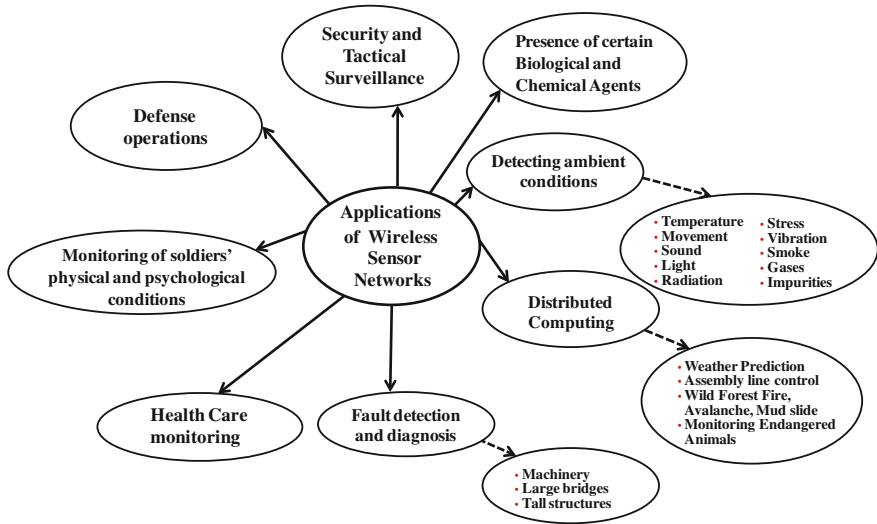 Security and
Tactical
Surveillance
Presence of certain
Biological and
Chemical Agents
Defense
operations
Detecting ambient
conditions
Applications
of Wireless
Sensor
Networks
• Temperature
• Movement
• Sound
• Light
• Radiation
• Stress
• Vibration
• Smoke
• Gases
• Impurities
Monitoring of soldiers'
physical and psychological
conditions
Distributed
Computing
• Weather Prediction
• Assembly line control
• Wild Forest Fire,
Avalanche, Mud slide
• Monitoring Endangered
Animals
Health Care
monitoring
Fault detection
and diagnosis
• Machinery
• Large bridges
• Tall structures